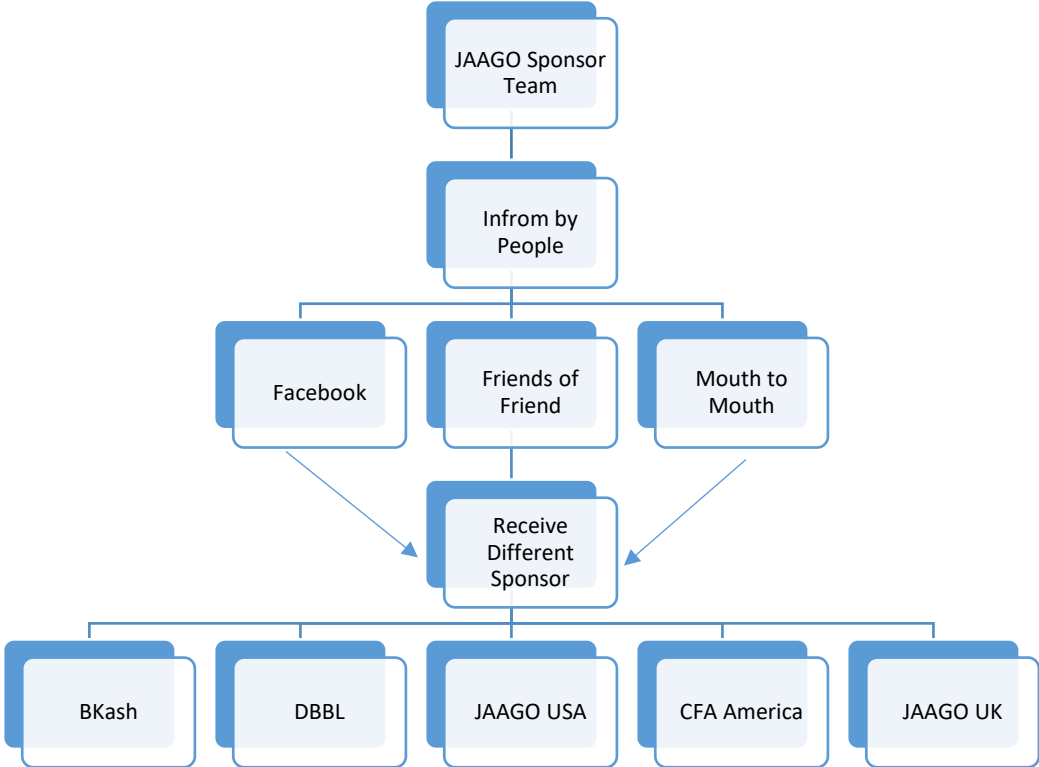 JAAGO Sponsor
Team
Infrom by
People
Facebook
Friends of
Friend
Mouth to
Mouth
Receive
Different
Sponsor
BKash
DBBL
JAAGO USA
CFA America
JAAGO UK